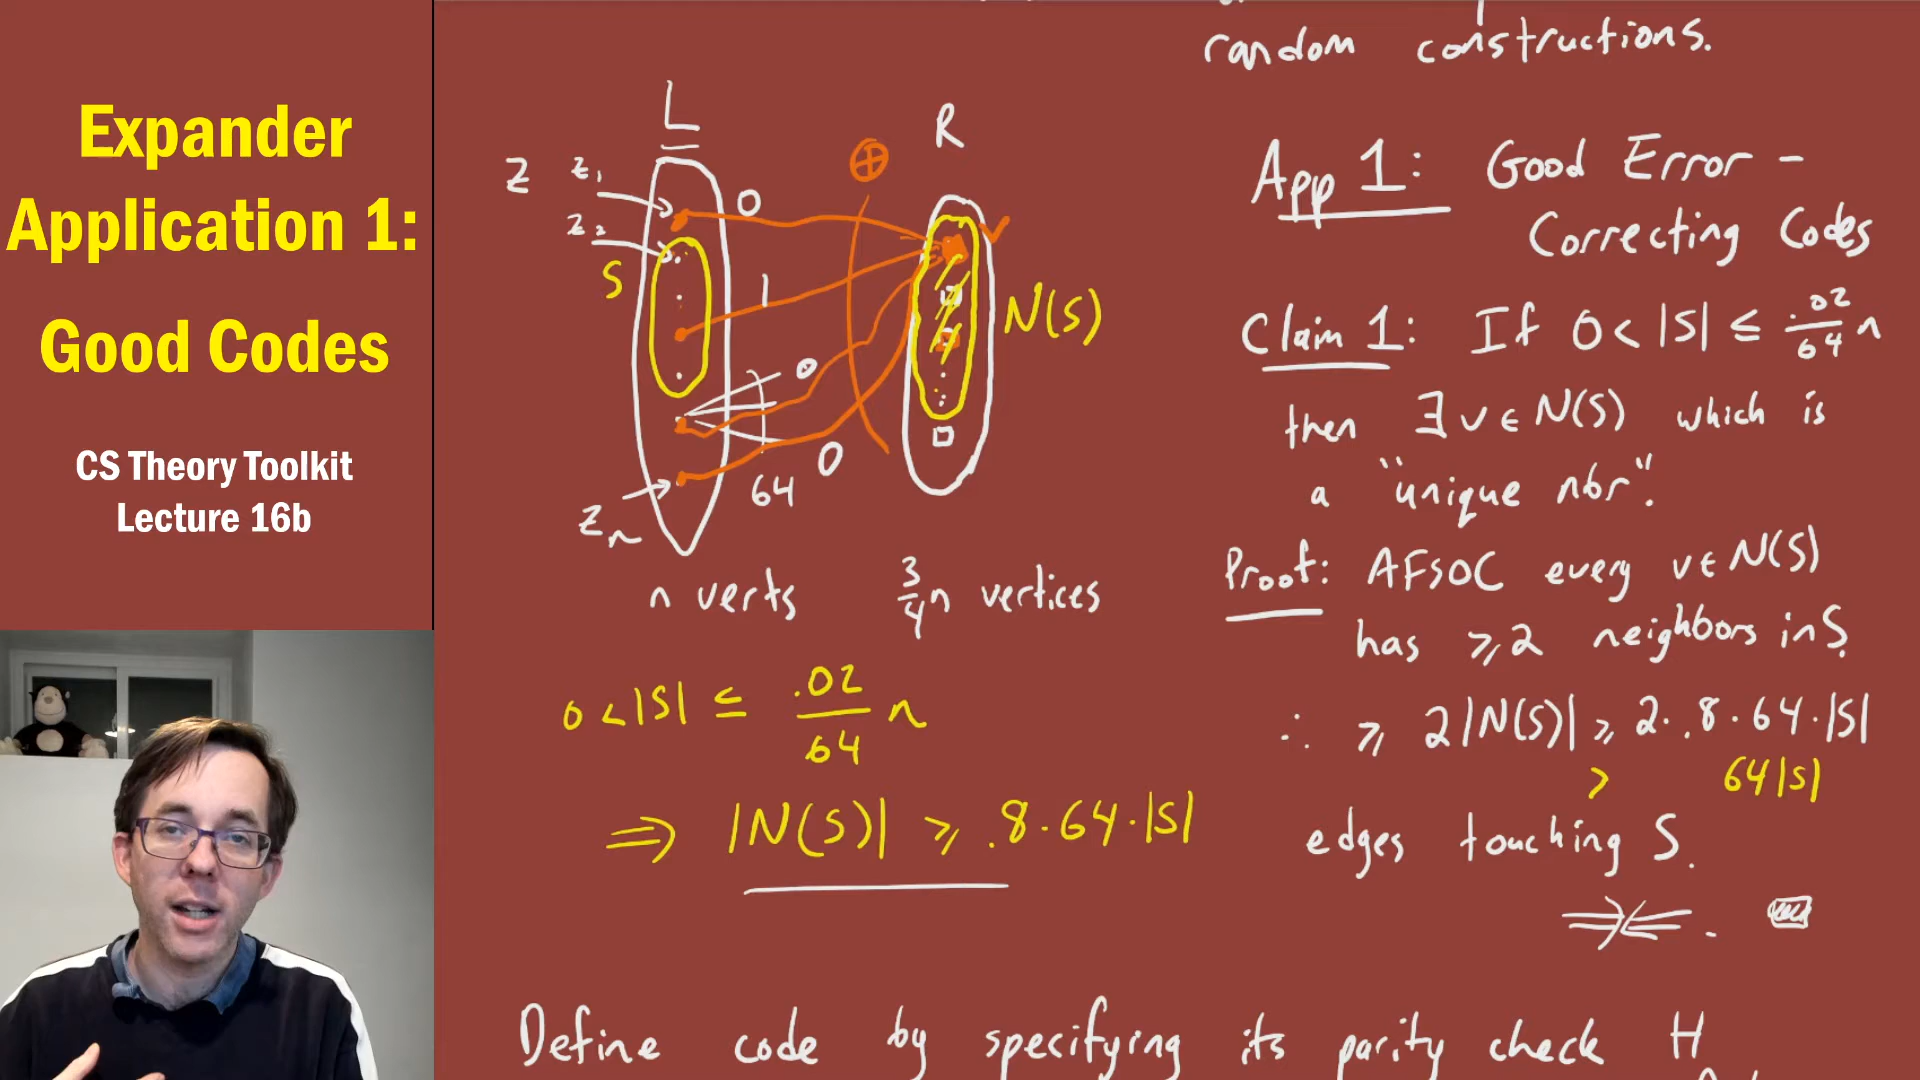 Expander
Application 1:
Good Codes
CS Theory Toolkit
Lecture 16b
random constructions.
L
R
⊕
z z₁
z₂
S
0
1
0
0
64
zₙ
N(S)
n verts
3/4 n vertices
0 < |S| ≤ .02/64 n
⇒ |N(S)| ≥ .8 · 64 · |S|
App 1: Good Error -
Correcting Codes
Claim 1: If 0 < |S| ≤ .02/64 n
then ∃ v ∈ N(S) which is
a "unique nbr".
Proof: AFSOC every v ∈ N(S)
has ≥ 2 neighbors in S.
∴ ≥ 2|N(S)| ≥ 2 · .8 · 64 · |S|
> 64|S|
edges touching S.
⇒⇐ .
Define code by specifying its parity check H